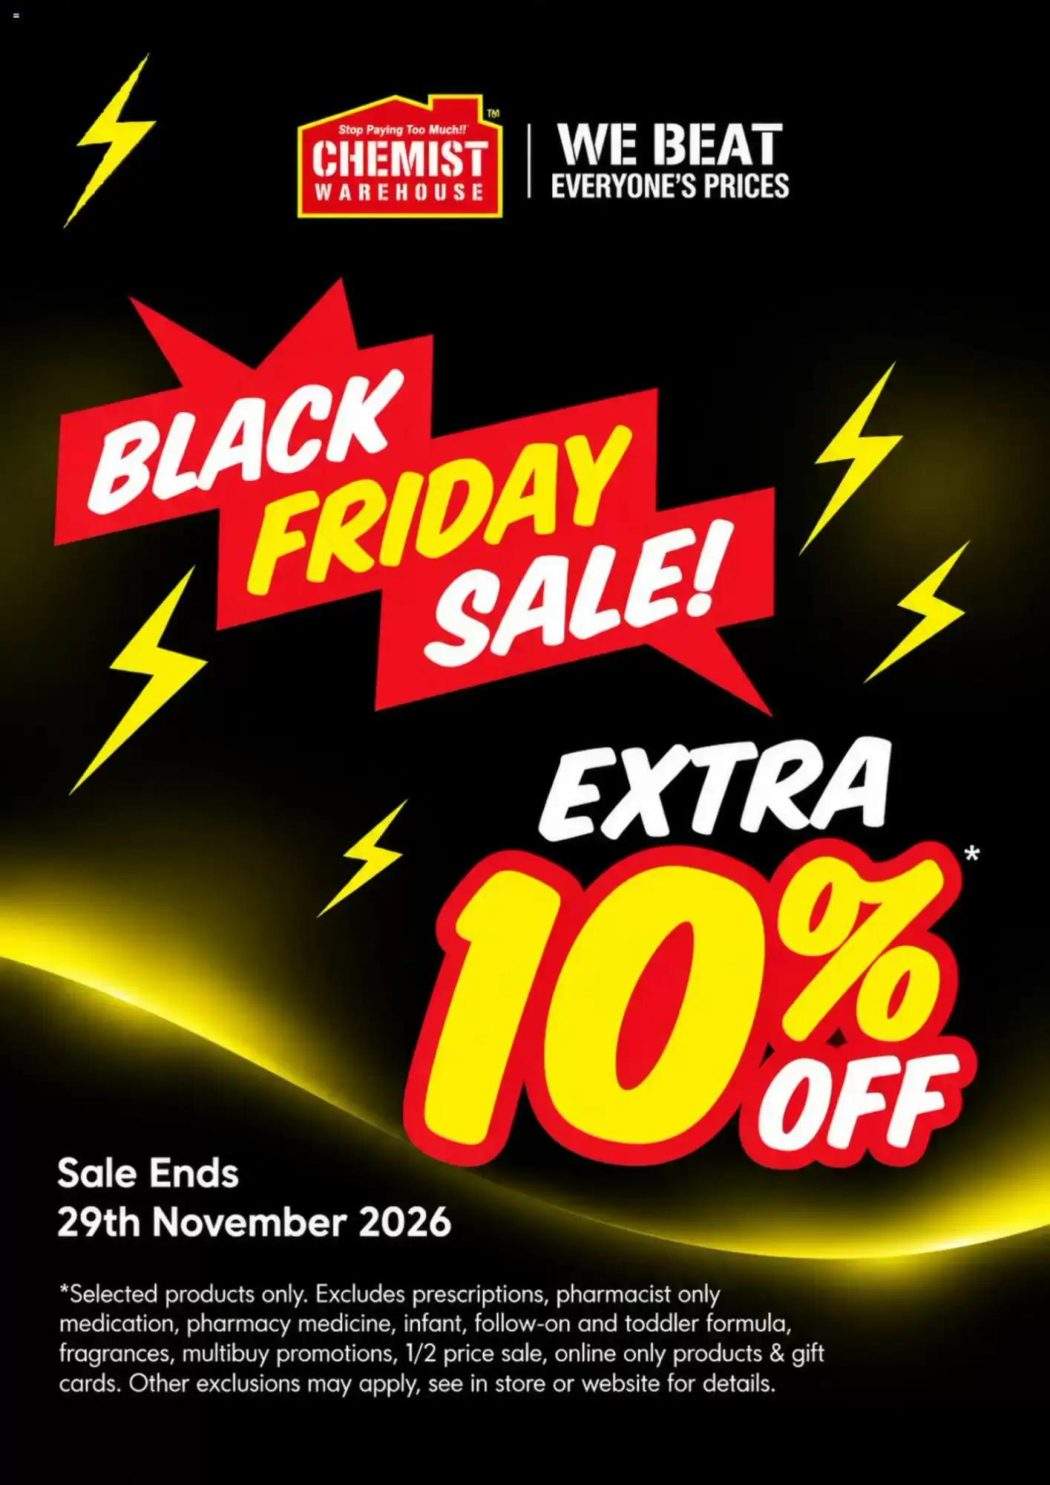 Stop Paying Too Much!!
CHEMIST
WAREHOUSE
TM
WE BEAT
EVERYONE'S PRICES
BLACK
FRIDAY
SALE!
EXTRA
10%*
OFF
Sale Ends
29th November 2026
*Selected products only. Excludes prescriptions, pharmacist only
medication, pharmacy medicine, infant, follow-on and toddler formula,
fragrances, multibuy promotions, 1/2 price sale, online only products & gift
cards. Other exclusions may apply, see in store or website for details.